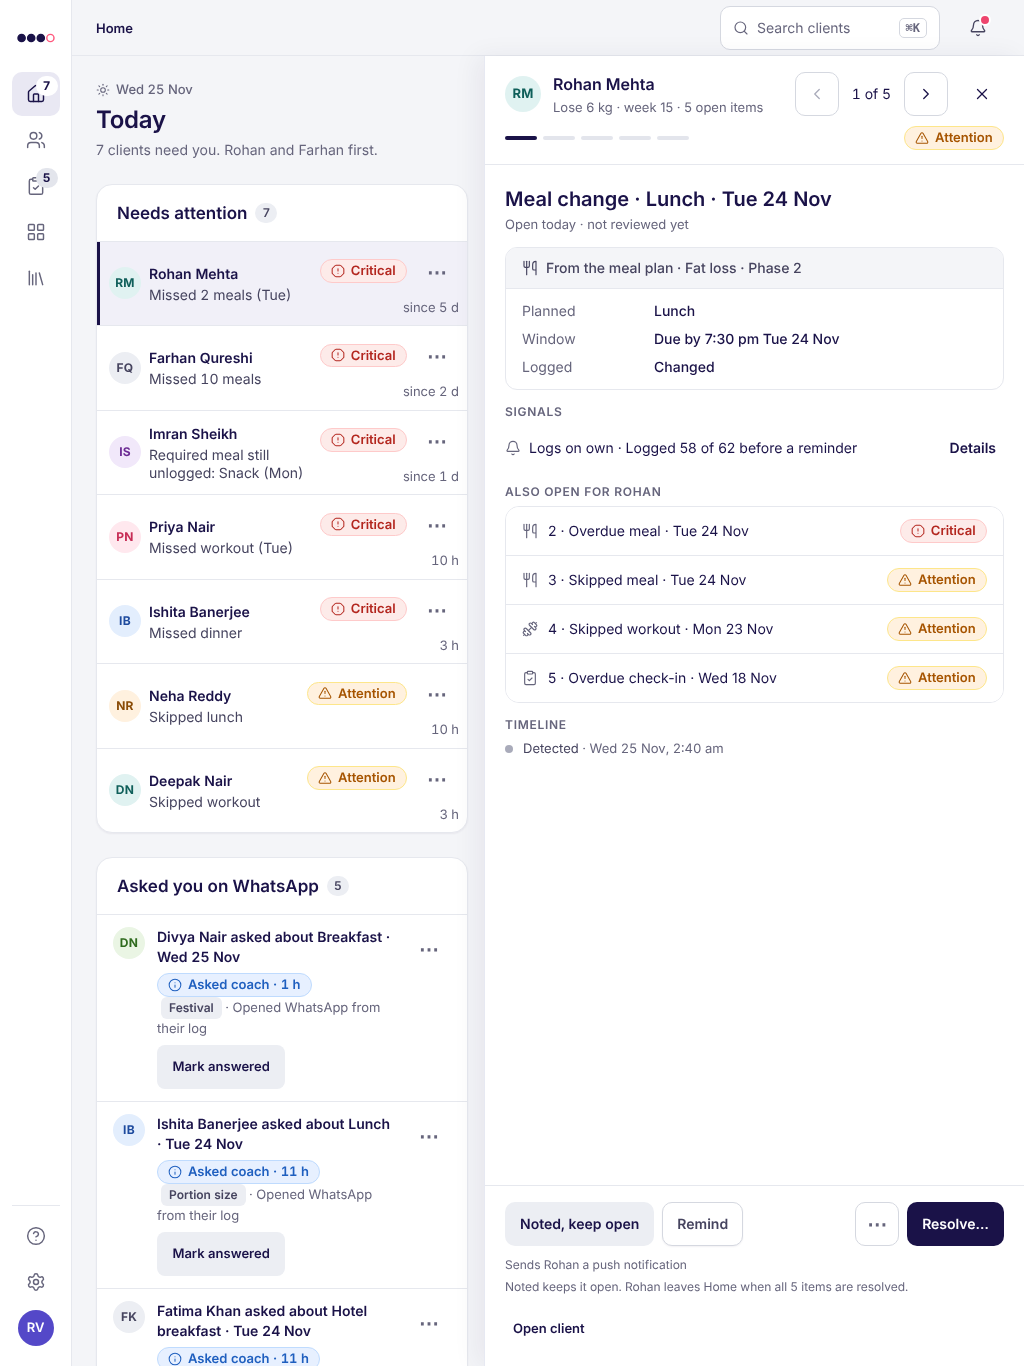 Home
Search clients
⌘K
7
5
Wed 25 Nov
Today
7 clients need you. Rohan and Farhan first.
Needs attention 7
RM
Rohan Mehta
Critical
Missed 2 meals (Tue)
since 5 d
FQ
Farhan Qureshi
Critical
Missed 10 meals
since 2 d
IS
Imran Sheikh
Critical
Required meal still
unlogged: Snack (Mon)
since 1 d
PN
Priya Nair
Critical
Missed workout (Tue)
10 h
IB
Ishita Banerjee
Critical
Missed dinner
3 h
NR
Neha Reddy
Attention
Skipped lunch
10 h
DN
Deepak Nair
Attention
Skipped workout
3 h
Asked you on WhatsApp 5
DN
Divya Nair asked about Breakfast ·
Wed 25 Nov
Asked coach · 1 h
Festival · Opened WhatsApp from
their log
Mark answered
IB
Ishita Banerjee asked about Lunch
· Tue 24 Nov
Asked coach · 11 h
Portion size · Opened WhatsApp
from their log
Mark answered
FK
Fatima Khan asked about Hotel
breakfast · Tue 24 Nov
Asked coach · 11 h
RV
RM
Rohan Mehta
Lose 6 kg · week 15 · 5 open items
1 of 5
Attention
Meal change · Lunch · Tue 24 Nov
Open today · not reviewed yet
From the meal plan · Fat loss · Phase 2
Planned Lunch
Window Due by 7:30 pm Tue 24 Nov
Logged Changed
SIGNALS
Logs on own · Logged 58 of 62 before a reminder
Details
ALSO OPEN FOR ROHAN
2 · Overdue meal · Tue 24 Nov
Critical
3 · Skipped meal · Tue 24 Nov
Attention
4 · Skipped workout · Mon 23 Nov
Attention
5 · Overdue check-in · Wed 18 Nov
Attention
TIMELINE
Detected · Wed 25 Nov, 2:40 am
Noted, keep open
Remind
Resolve...
Sends Rohan a push notification
Noted keeps it open. Rohan leaves Home when all 5 items are resolved.
Open client